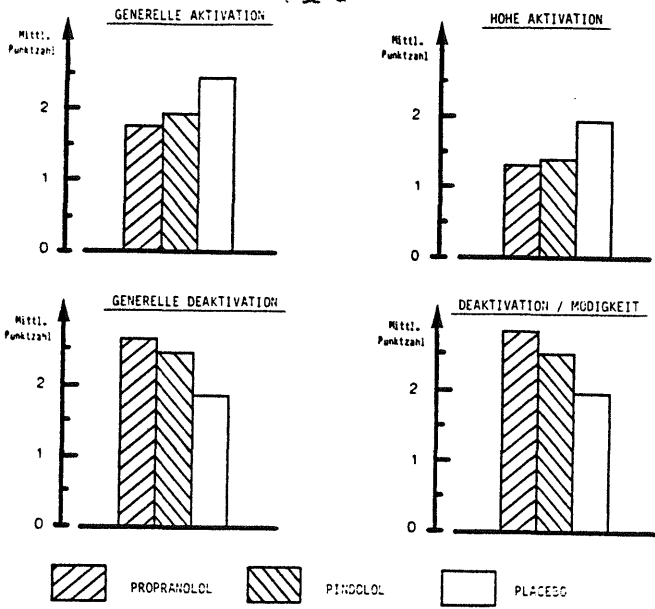 GENERELLE AKTIVATION
Mittl.
Punktzahl
2
1
0
HOHE AKTIVATION
Mittl.
Punktzahl
2
1
0
GENERELLE DEAKTIVATION
Mittl.
Punktzahl
2
1
0
DEAKTIVATION / MÜDIGKEIT
Mittl.
Punktzahl
2
1
0
PROPRANOLOL
PINDOLOL
PLACEBO